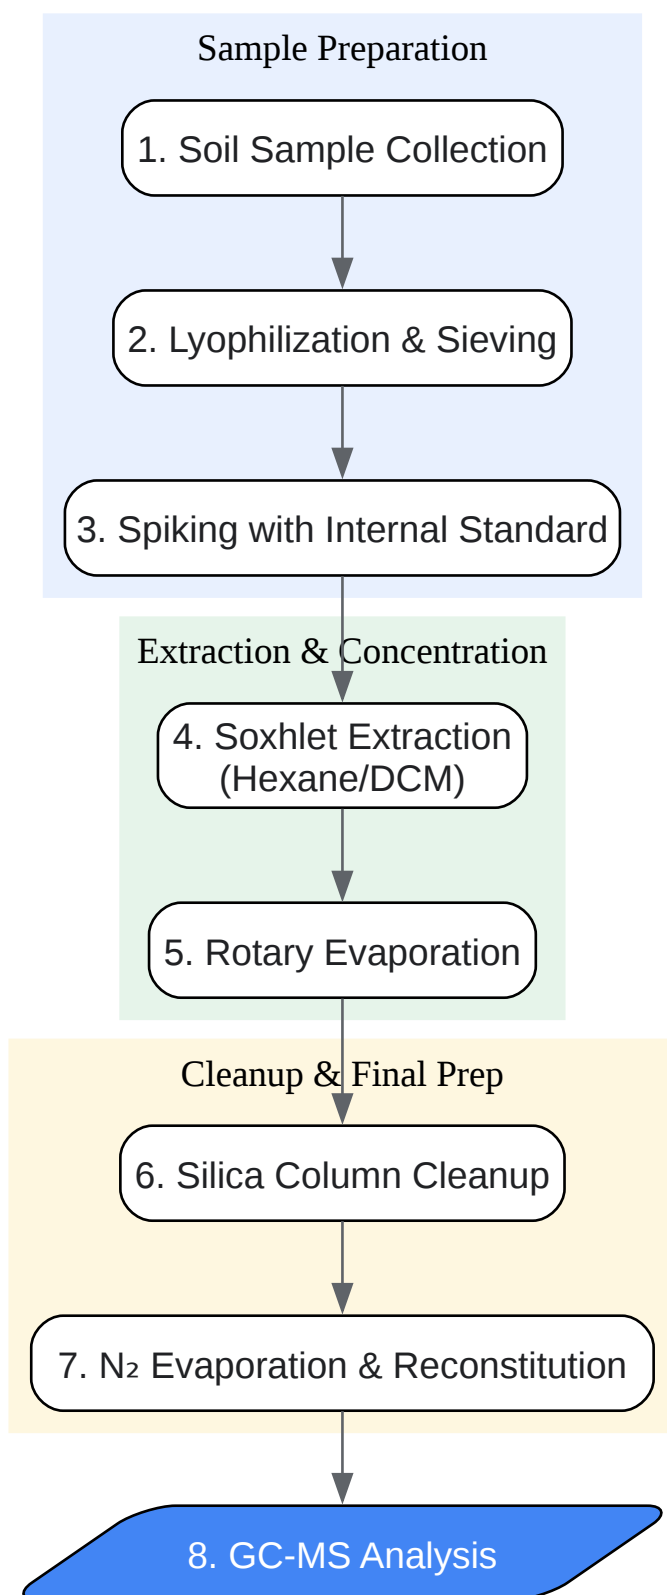 Sample Preparation
1. Soil Sample Collection
2. Lyophilization & Sieving
3. Spiking with Internal Standard
Extraction & Concentration
4. Soxhlet Extraction
(Hexane/DCM)
5. Rotary Evaporation
Cleanup & Final Prep
6. Silica Column Cleanup
7. N₂ Evaporation & Reconstitution
8. GC-MS Analysis